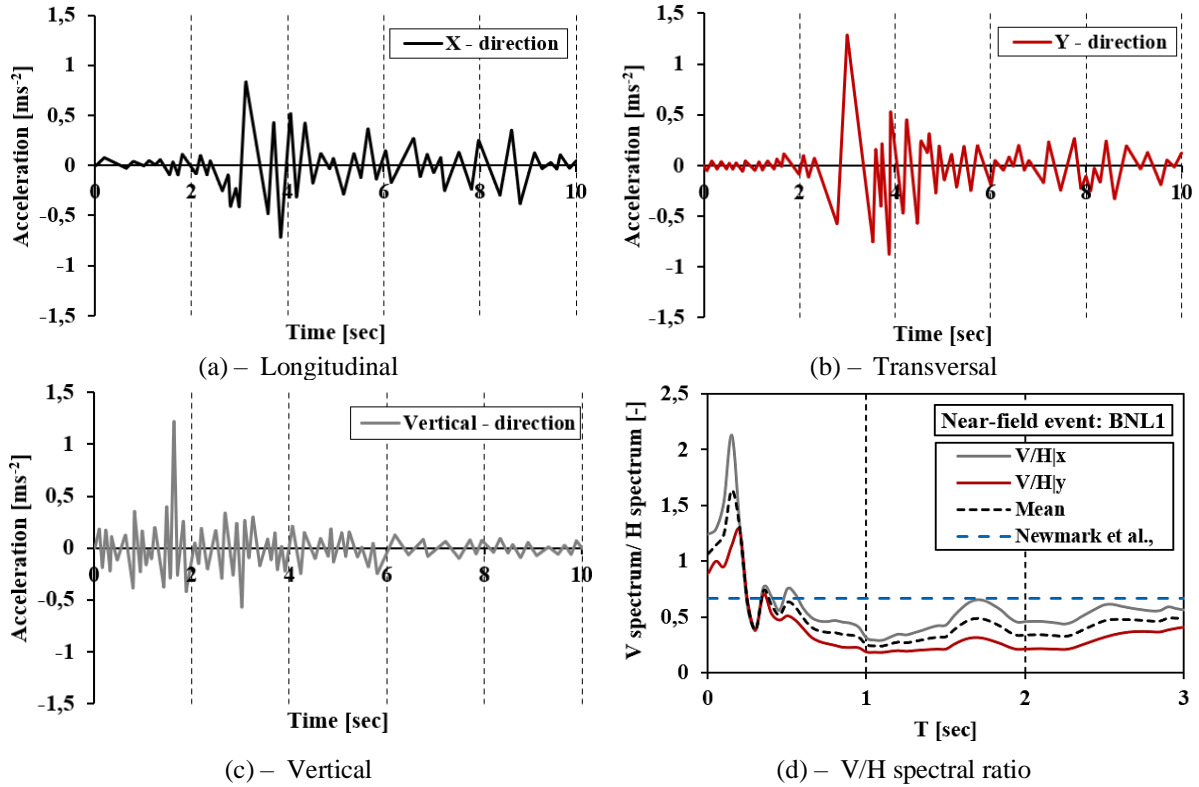 1,5
1
0,5
0
-0,5
-1
-1,5
0 2 4 6 8 10
Acceleration [ms-2]
X - direction
Time [sec]
(a) – Longitudinal
1,5
1
0,5
0
-0,5
-1
-1,5
0 2 4 6 8 10
Acceleration [ms-2]
Y - direction
Time [sec]
(b) – Transversal
1,5
1
0,5
0
-0,5
-1
-1,5
0 2 4 6 8 10
Acceleration [ms-2]
Vertical - direction
Time [sec]
(c) – Vertical
2,5
2
1,5
1
0,5
0
0 1 2 3
V spectrum/ H spectrum [-]
Near-field event: BNL1
V/H|x
V/H|y
Mean
Newmark et al.,
T [sec]
(d) – V/H spectral ratio